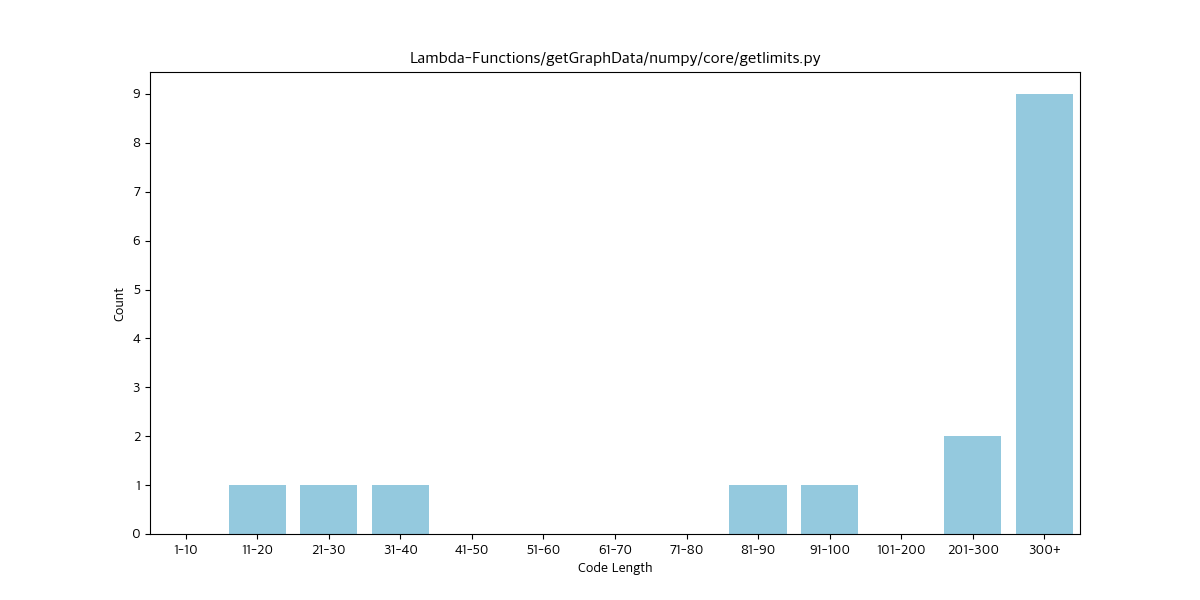 Lambda-Functions/getGraphData/numpy/core/getlimits.py
9
8
7
6
5
4
3
2
1
0
Count
1-10 11-20 21-30 31-40 41-50 51-60 61-70 71-80 81-90 91-100 101-200 201-300 300+
Code Length